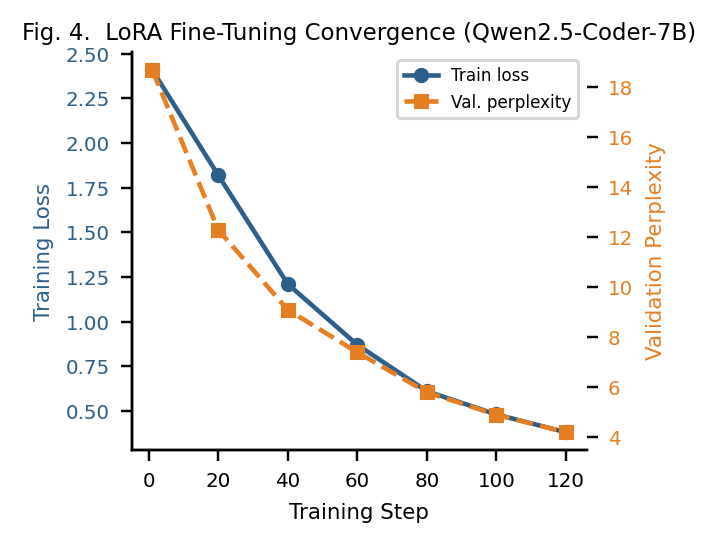 Fig. 4.  LoRA Fine-Tuning Convergence (Qwen2.5-Coder-7B)
Train loss
Val. perplexity
Training Loss
2.50
2.25
2.00
1.75
1.50
1.25
1.00
0.75
0.50
18
16
14
12
10
8
6
4
Validation Perplexity
0 20 40 60 80 100 120
Training Step